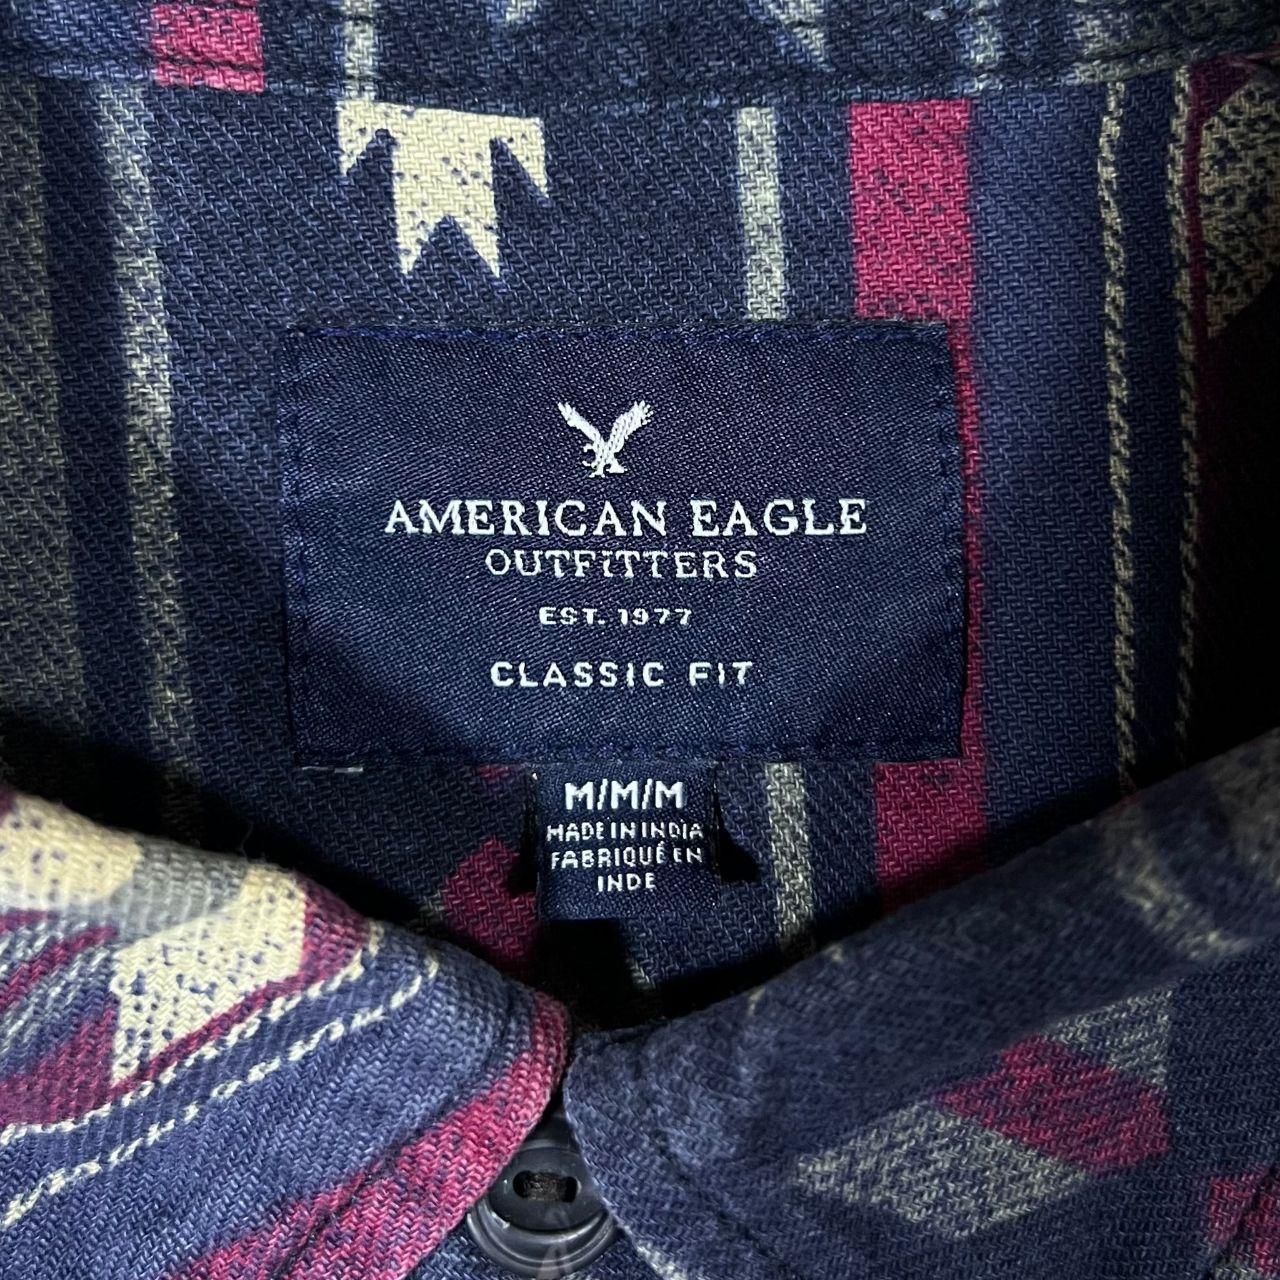 AMERICAN EAGLE
OUTFITTERS
EST. 1977
CLASSIC FIT
M/M/M
MADE IN INDIA
FABRIQUÉ EN
INDE